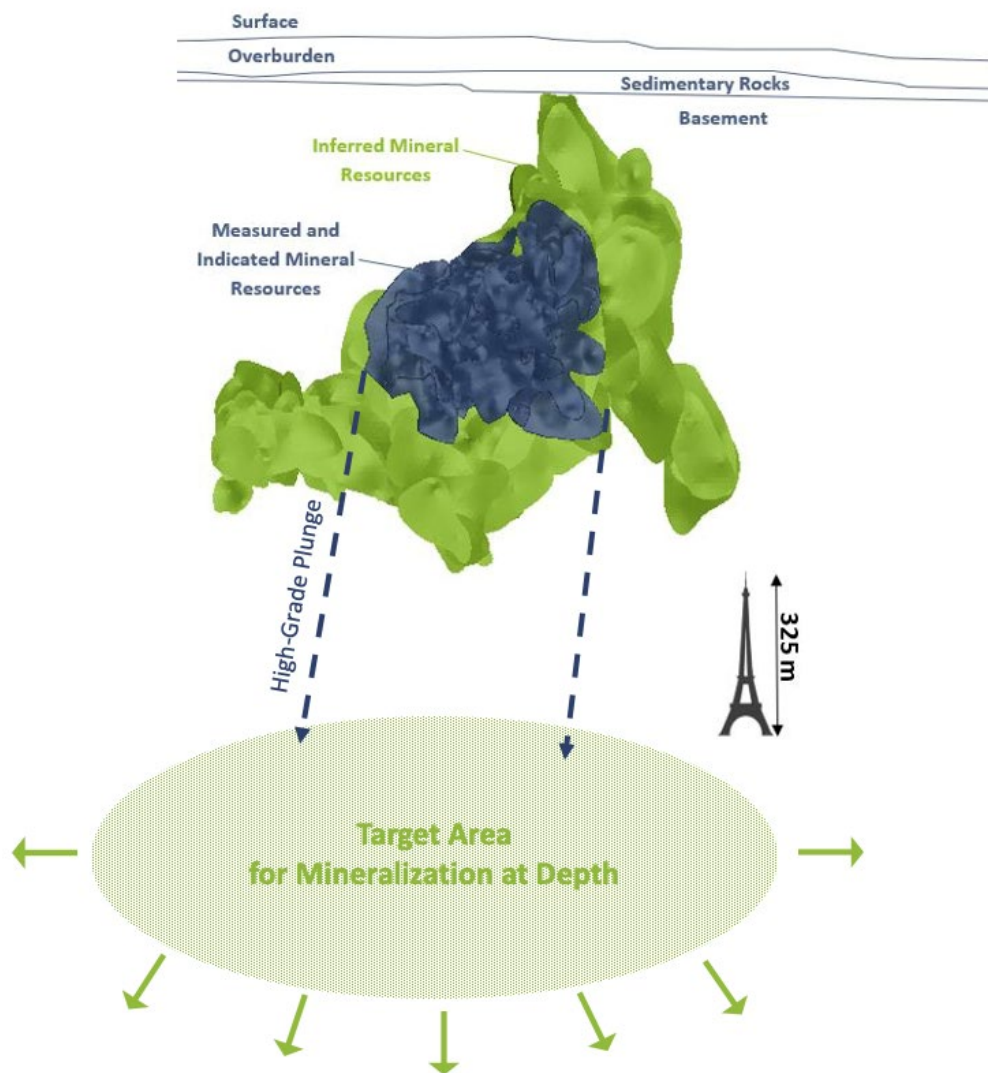 Surface
Overburden
Sedimentary Rocks
Basement
Inferred Mineral
Resources
Measured and
Indicated Mineral
Resources
High-Grade Plunge
325 m
Target Area
for Mineralization at Depth